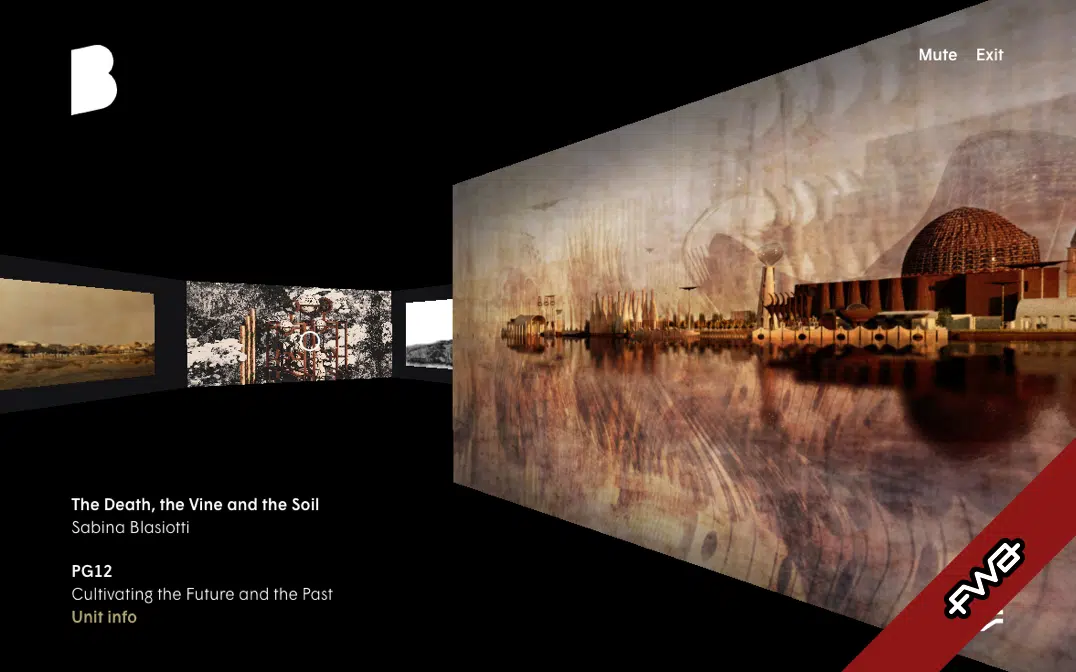 B
Mute Exit
The Death, the Vine and the Soil
Sabina Blasiotti
PG12
Cultivating the Future and the Past
Unit info
FWA